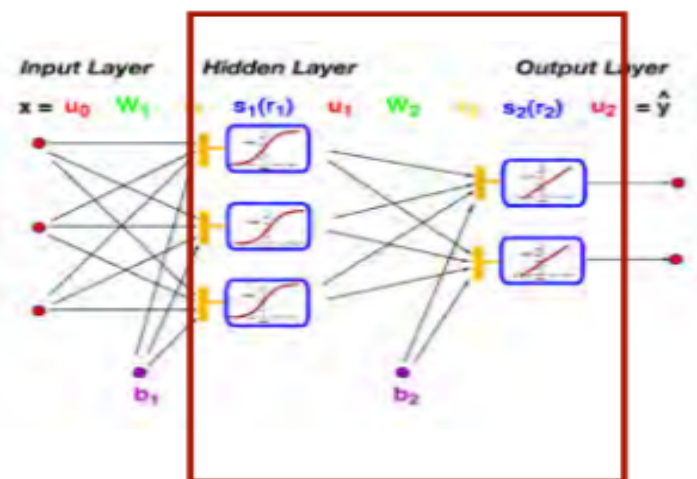 Input Layer Hidden Layer Output Layer
x = u₀ W₁ s₁(r₁) u₁ W₂ s₂(r₂) u₂ = ŷ
b₁ b₂